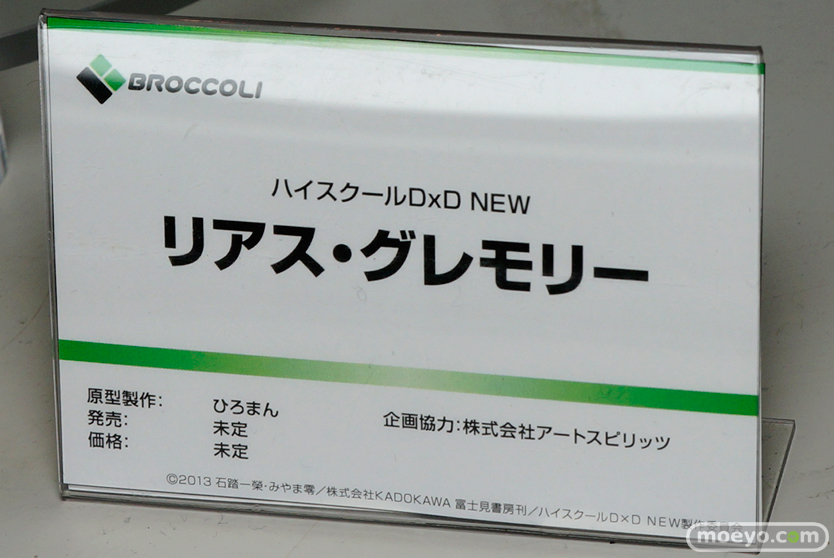 BROCCOLI
ハイスクールD×D NEW
リアス・グレモリー
原型製作： ひろまん
発売： 未定
価格： 未定
企画協力：株式会社アートスピリッツ
©2013 石踏一榮・みやま零／株式会社KADOKAWA 富士見書房刊／ハイスクールD×D NEW製作委員会
moeyo.com